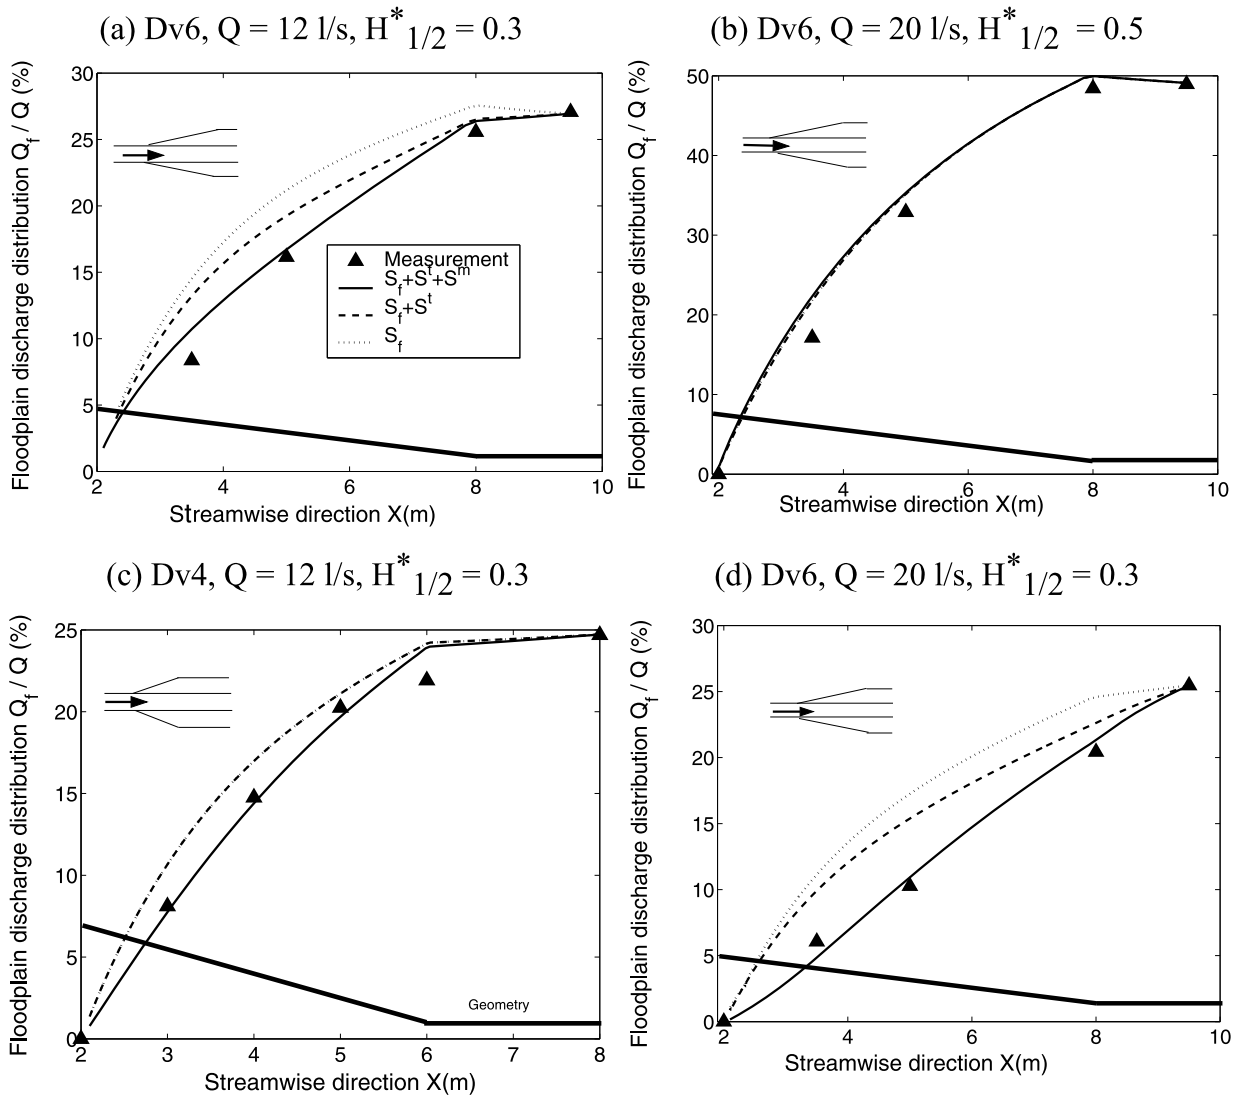 (a) Dv6, Q = 12 l/s, H*1/2 = 0.3
Floodplain discharge distribution Qf / Q (%)
30
25
20
15
10
5
0
Measurement
Sf+St+Sm
Sf+St
Sf
2 4 6 8 10
Streamwise direction X(m)
(b) Dv6, Q = 20 l/s, H*1/2 = 0.5
Floodplain discharge distribution Qf / Q (%)
50
40
30
20
10
0
2 4 6 8 10
Streamwise direction X(m)
(c) Dv4, Q = 12 l/s, H*1/2 = 0.3
Floodplain discharge distribution Qf / Q (%)
25
20
15
10
5
0
Geometry
2 3 4 5 6 7 8
Streamwise direction X(m)
(d) Dv6, Q = 20 l/s, H*1/2 = 0.3
Floodplain discharge distribution Qf / Q (%)
30
25
20
15
10
5
0
2 4 6 8 10
Streamwise direction X(m)